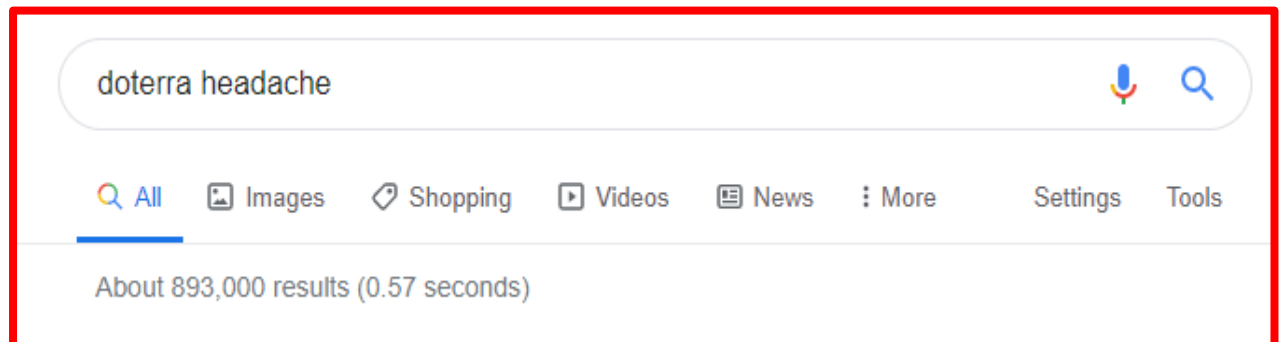 doterra headache
All Images Shopping Videos News More Settings Tools
About 893,000 results (0.57 seconds)